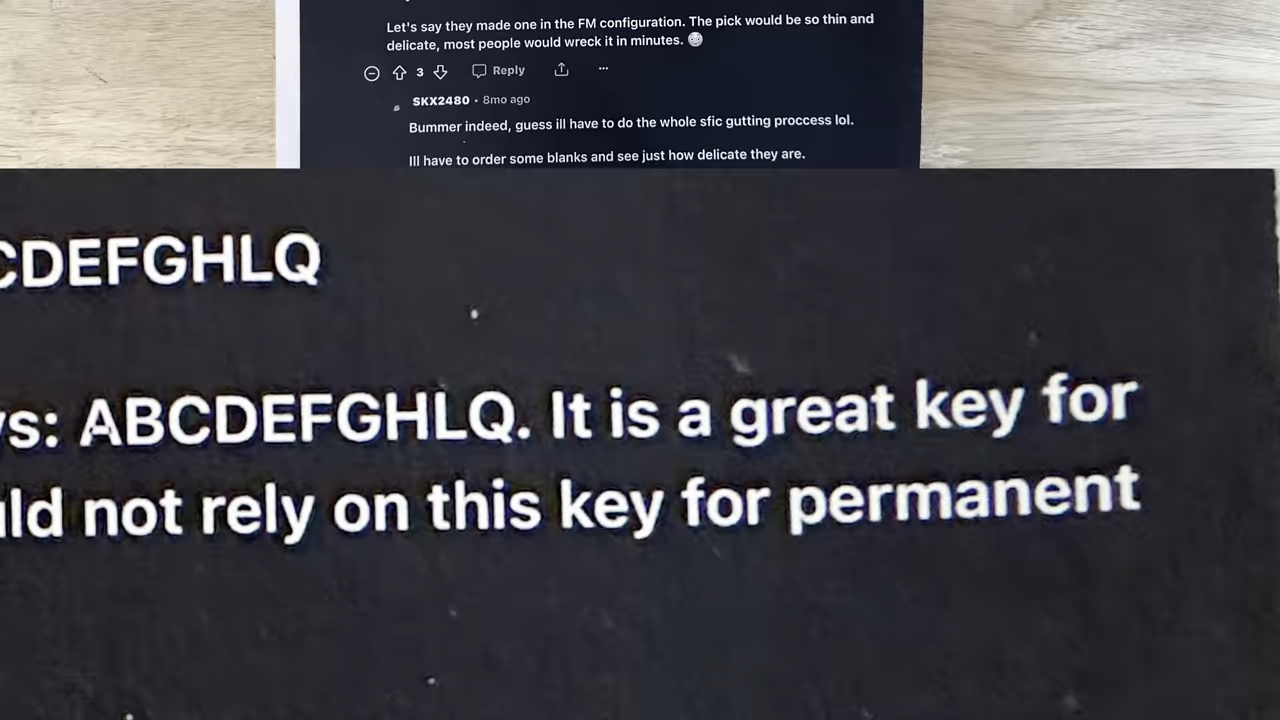 Let's say they made one in the FM configuration. The pick would be so thin and
delicate, most people would wreck it in minutes. 😳
3 Reply ...
SKX2480 • 8mo ago
Bummer indeed, guess ill have to do the whole sfic gutting proccess lol.
Ill have to order some blanks and see just how delicate they are.
CDEFGHLQ
ys: ABCDEFGHLQ. It is a great key for
uld not rely on this key for permanent